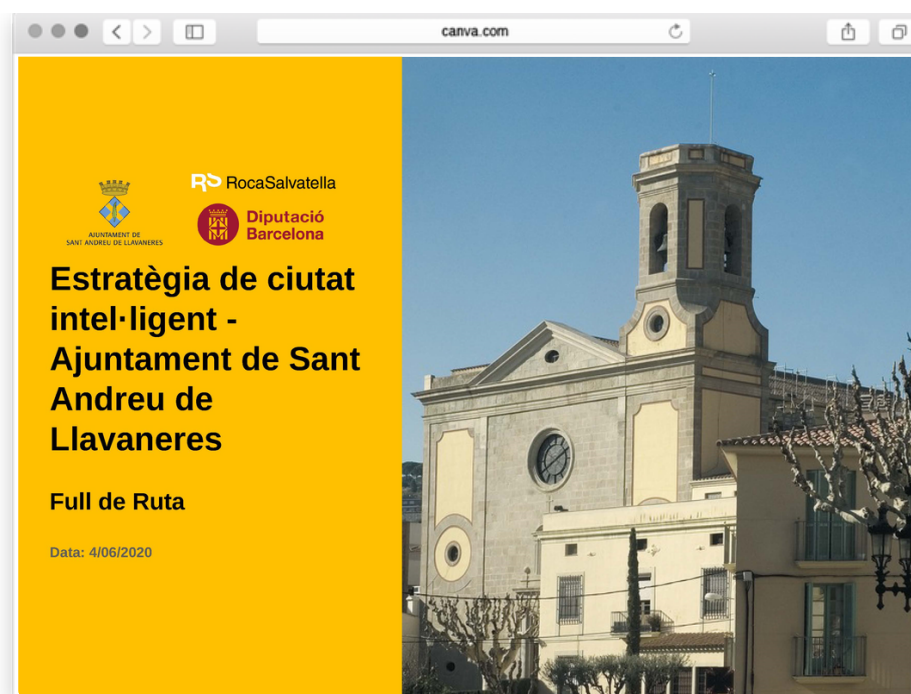 canva.com
RS RocaSalvatella
AJUNTAMENT DE
SANT ANDREU DE LLAVANERES
Diputació
Barcelona
Estratègia de ciutat
intel·ligent -
Ajuntament de Sant
Andreu de
Llavaneres
Full de Ruta
Data: 4/06/2020